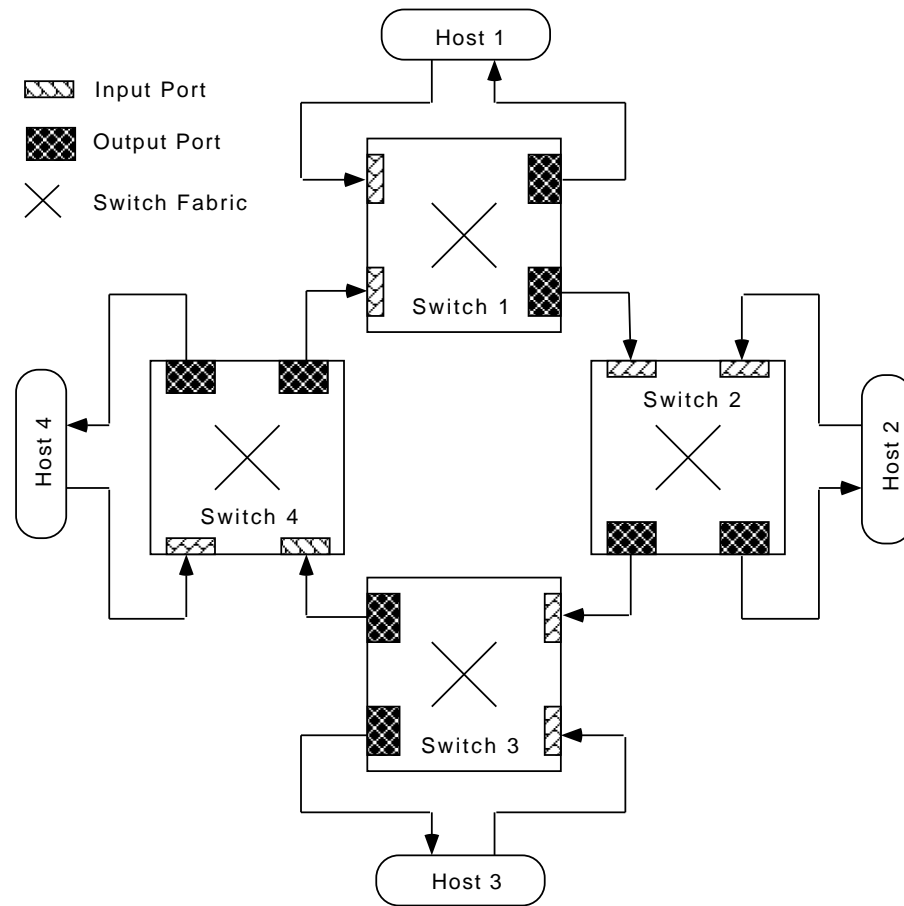 Host 1
Input Port
Output Port
Switch Fabric
Switch 1
Switch 2
Host 4
Host 2
Switch 4
Switch 3
Host 3